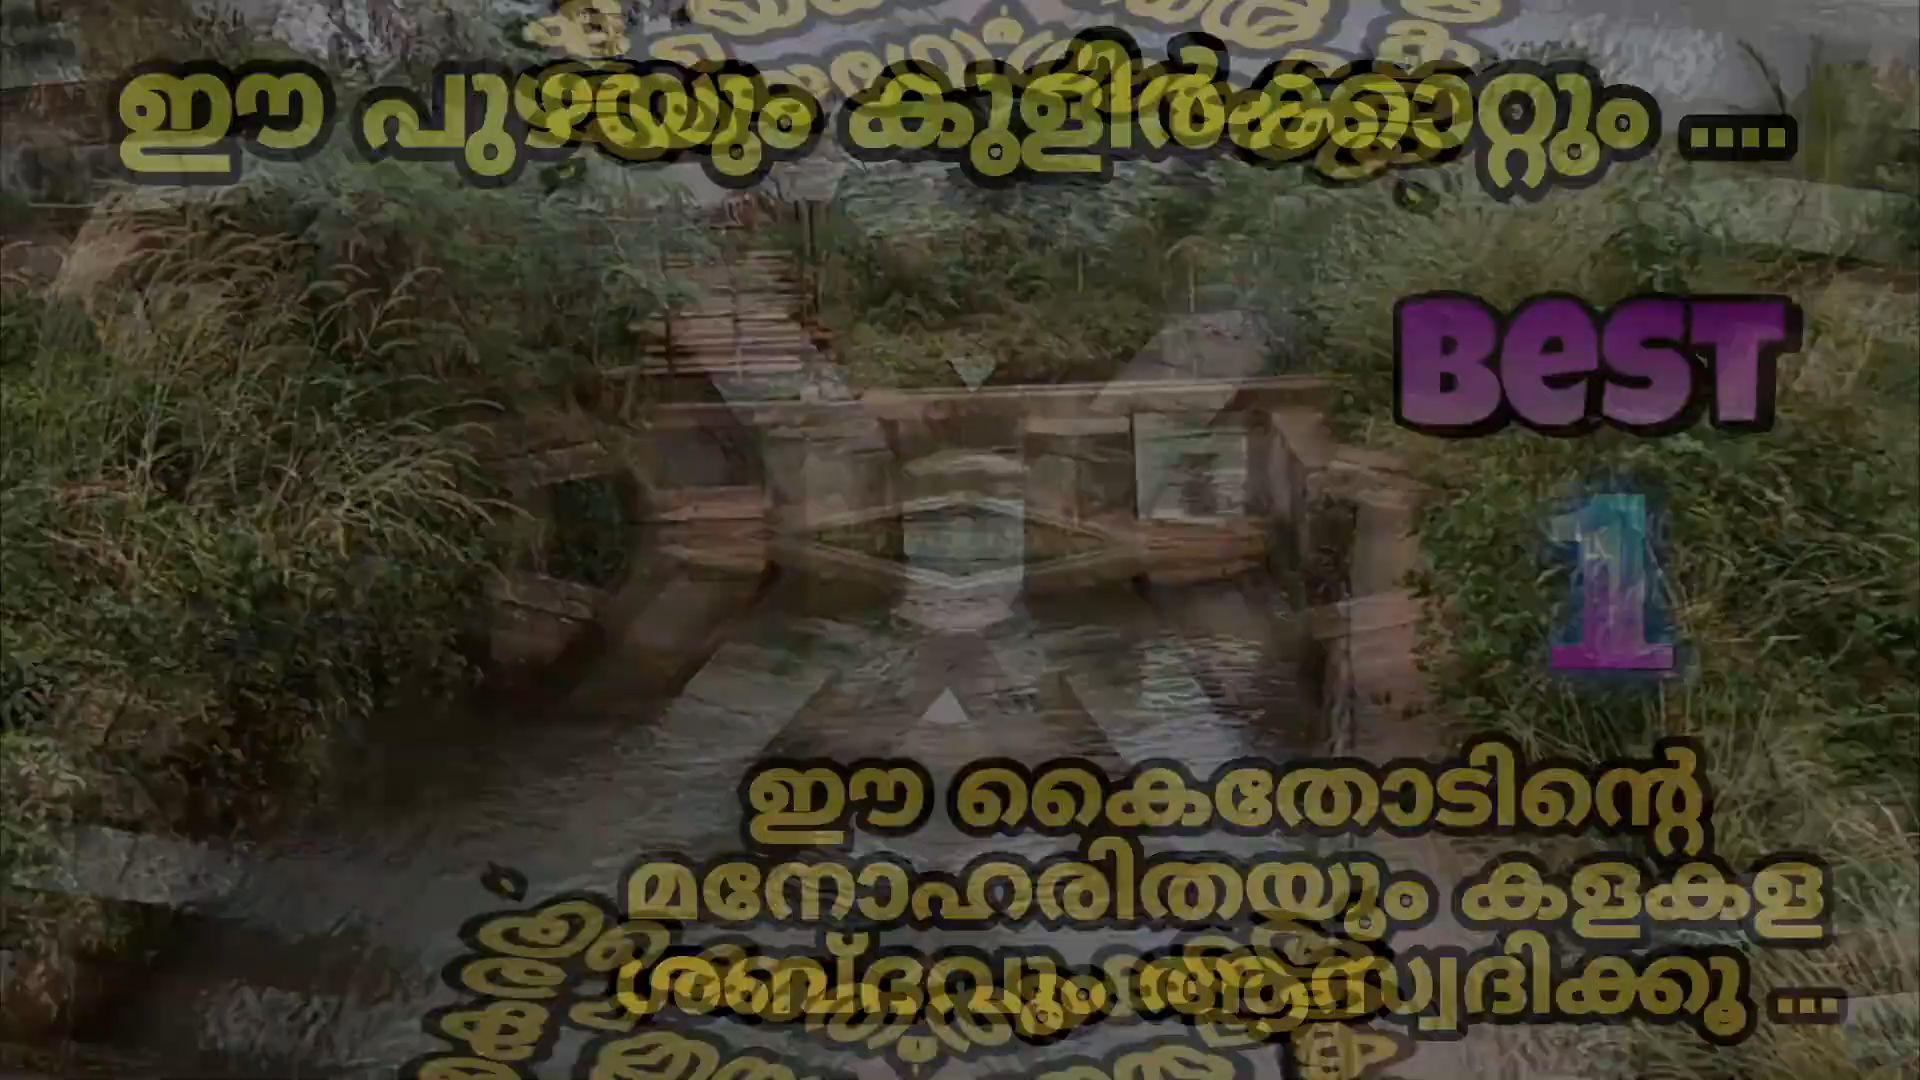 ഈ പുഴയും കുളിർക്കാറ്റും ....
BEST
1
ഈ കൈതോടിന്റെ
മനോഹരിതയും കളകള
ശബ്ദവും ആസ്വദിക്കൂ ...